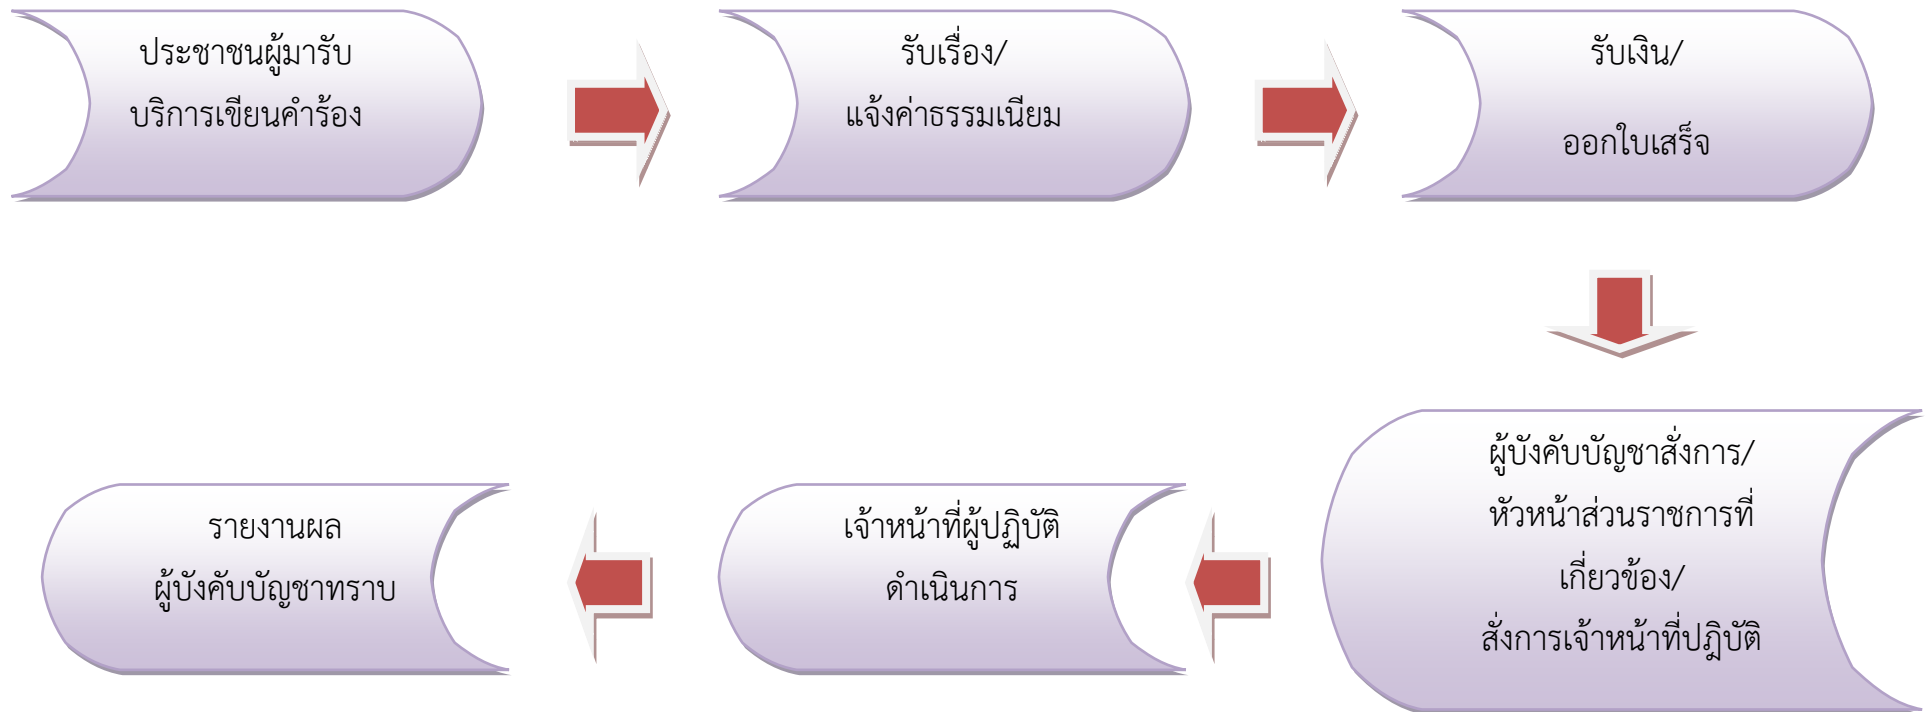 ประชาชนผู้มารับ
บริการเขียนคำร้อง
รับเรื่อง/
แจ้งค่าธรรมเนียม
รับเงิน/
ออกใบเสร็จ
ผู้บังคับบัญชาสั่งการ/
หัวหน้าส่วนราชการที่
เกี่ยวข้อง/
สั่งการเจ้าหน้าที่ปฎิบัติ
เจ้าหน้าที่ผู้ปฏิบัติ
ดำเนินการ
รายงานผล
ผู้บังคับบัญชาทราบ